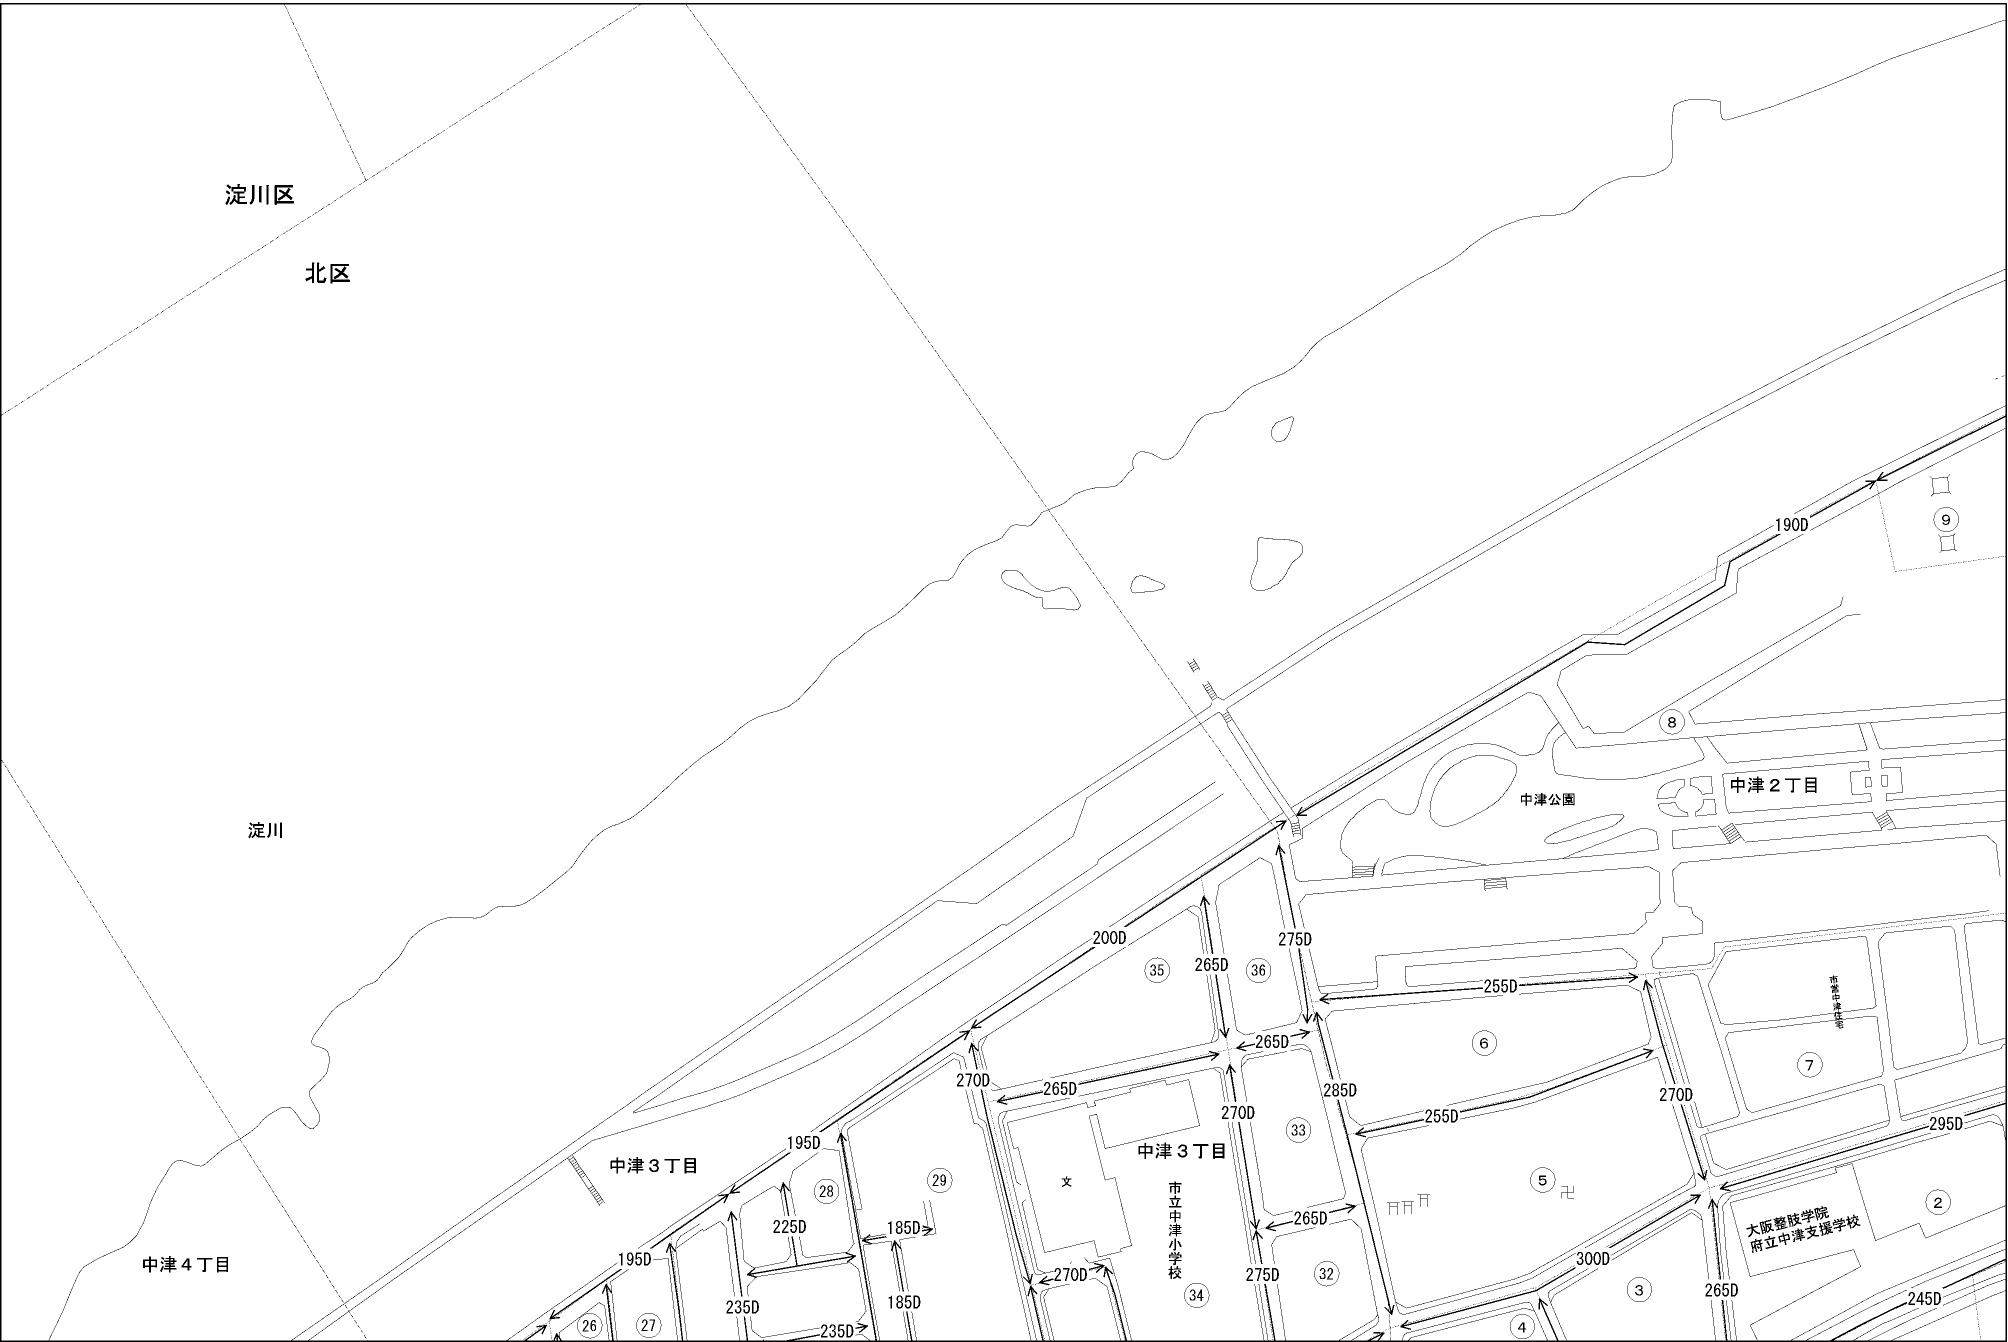 淀川区
北区
190D
9
8
中津２丁目
中津公園
淀川
200D
275D
35
265D
36
255D
市営中津住宅
265D
6
7
270D
265D
285D
270D
270D
255D
295D
33
195D
中津３丁目
中津３丁目
29
28
文
5
卍
2
市立中津小学校
大阪整肢学院
府立中津支援学校
225D
185D
265D
195D
中津４丁目
270D
275D
32
300D
3
265D
34
185D
235D
245D
26
27
235D
4